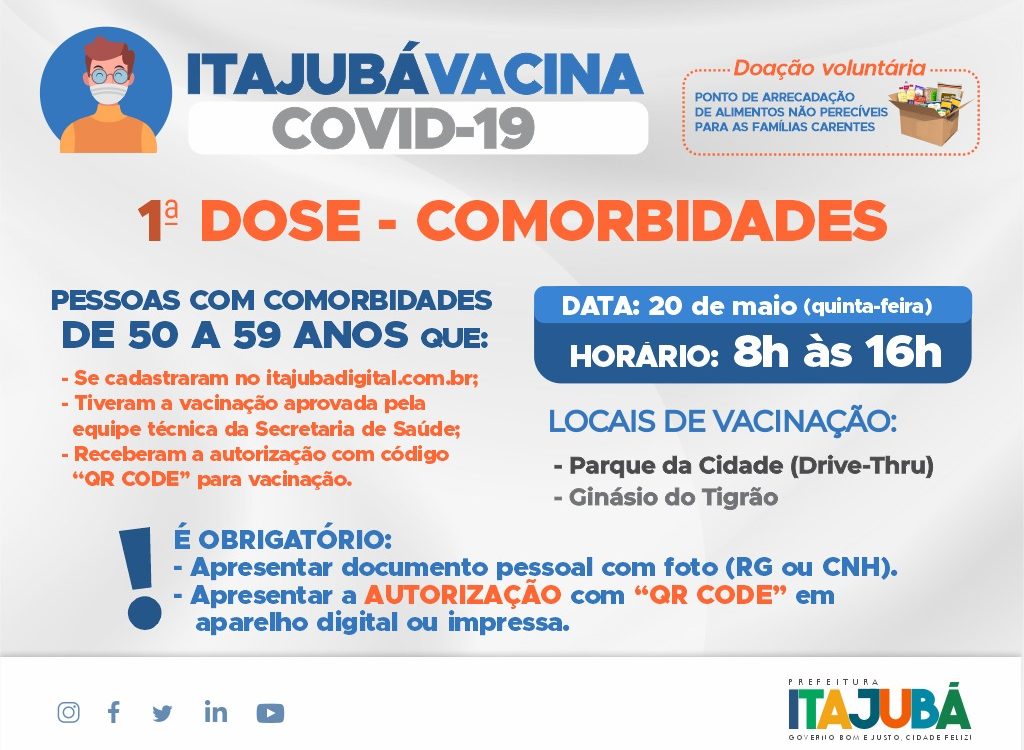 ITAJUBÁVACINA
COVID-19
Doação voluntária
PONTO DE ARRECADAÇÃO
DE ALIMENTOS NÃO PERECÍVEIS
PARA AS FAMÍLIAS CARENTES
1ª DOSE - COMORBIDADES
PESSOAS COM COMORBIDADES
DE 50 A 59 ANOS QUE:
- Se cadastraram no itajubadigital.com.br;
- Tiveram a vacinação aprovada pela
equipe técnica da Secretaria de Saúde;
- Receberam a autorização com código
“QR CODE” para vacinação.
DATA: 20 de maio (quinta-feira)
HORÁRIO: 8h às 16h
LOCAIS DE VACINAÇÃO:
- Parque da Cidade (Drive-Thru)
- Ginásio do Tigrão
É OBRIGATÓRIO:
- Apresentar documento pessoal com foto (RG ou CNH).
- Apresentar a AUTORIZAÇÃO com “QR CODE” em
aparelho digital ou impressa.
PREFEITURA
ITAJUBÁ
GOVERNO BOM E JUSTO, CIDADE FELIZ!